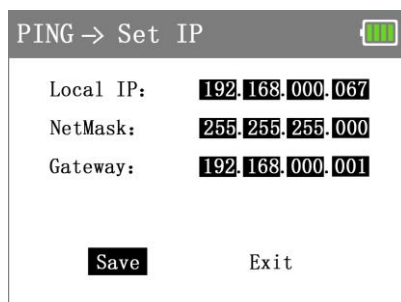 PING -> Set IP
Local IP: 192.168.000.067
NetMask: 255.255.255.000
Gateway: 192.168.000.001
Save Exit